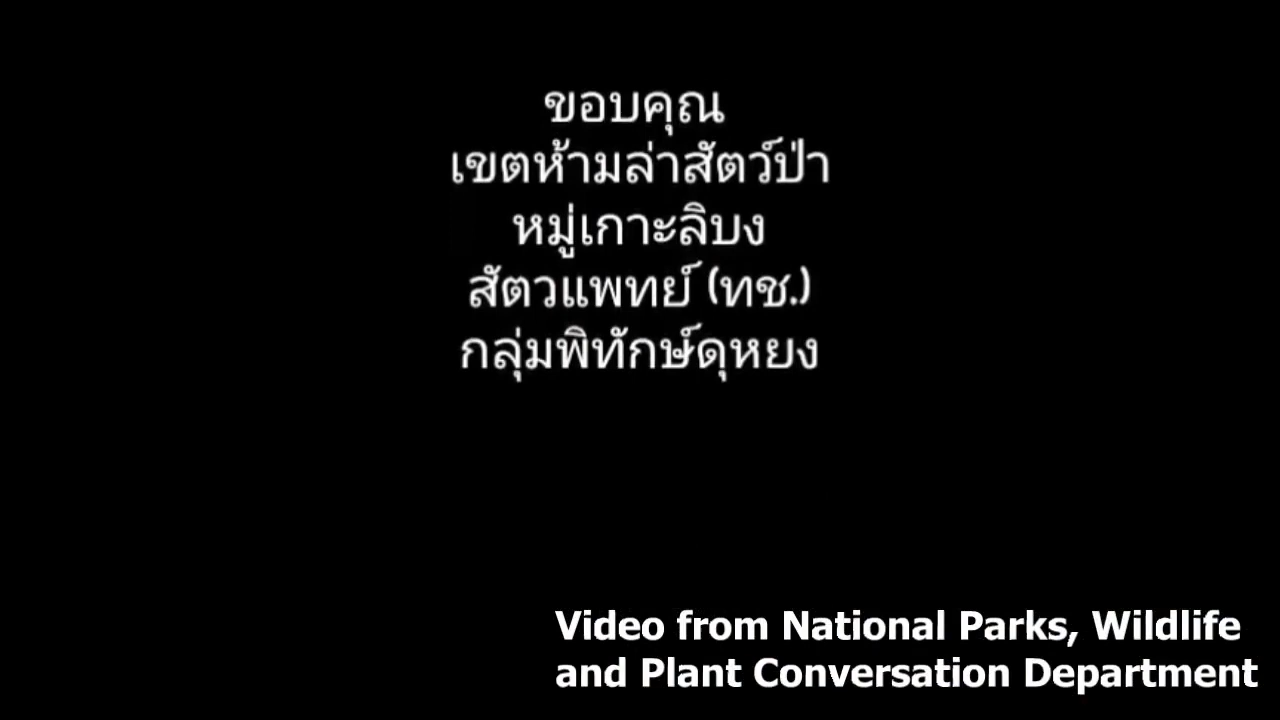 ขอบคุณ
เขตห้ามล่าสัตว์ป่า
หมู่เกาะลิบง
สัตวแพทย์ (ทช.)
กลุ่มพิทักษ์ดุหยง
Video from National Parks, Wildlife
and Plant Conversation Department